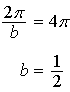 2π/b = 4π
b = 1/2